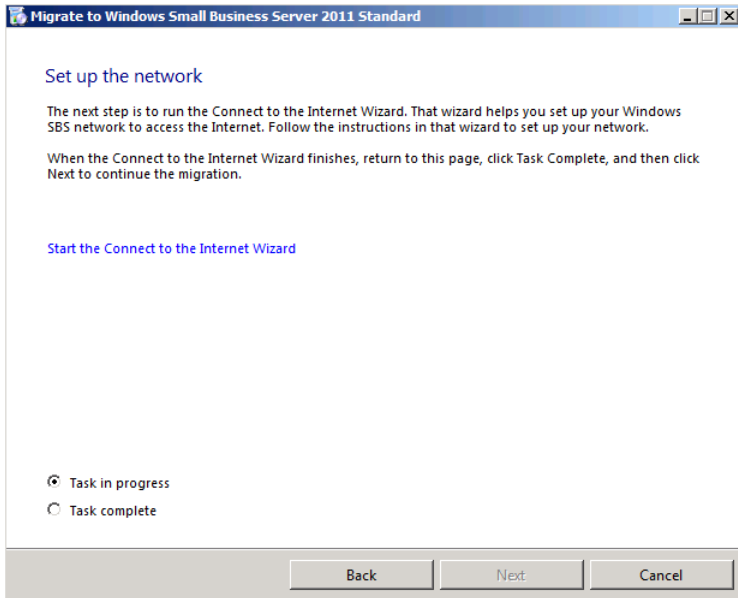 Migrate to Windows Small Business Server 2011 Standard
Set up the network
The next step is to run the Connect to the Internet Wizard. That wizard helps you set up your Windows
SBS network to access the Internet. Follow the instructions in that wizard to set up your network.
When the Connect to the Internet Wizard finishes, return to this page, click Task Complete, and then click
Next to continue the migration.
Start the Connect to the Internet Wizard
Task in progress
Task complete
Back Next Cancel